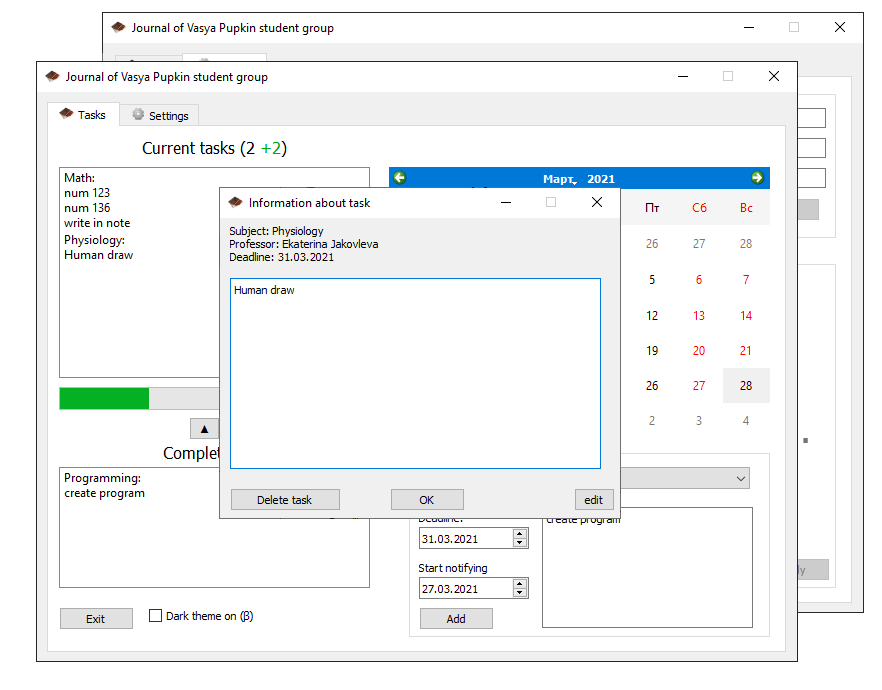 Journal of Vasya Pupkin student group
Journal of Vasya Pupkin student group
Tasks
Settings
Current tasks (2 +2)
Math:
num 123
num 136
write in note
Physiology:
Human draw
Март, 2021
Пт Сб Вс
26 27 28
5 6 7
12 13 14
19 20 21
26 27 28
2 3 4
Information about task
Subject: Physiology
Professor: Ekaterina Jakovleva
Deadline: 31.03.2021
Human draw
Delete task
OK
edit
▲
Complet
Programming:
create program
Deadline:
31.03.2021
create program
Start notifying
27.03.2021
Add
Exit
Dark theme on (β)
ly